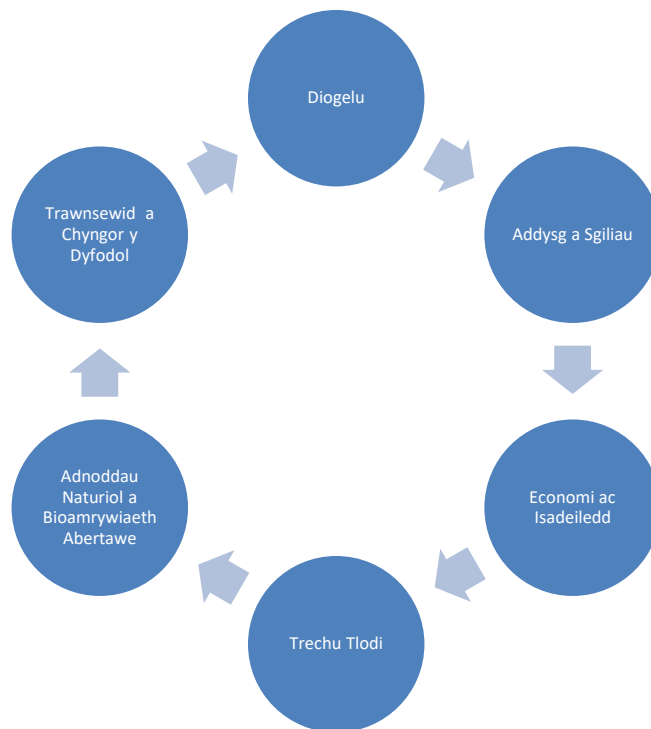 Diogelu
Addysg a Sgiliau
Economi ac
Isadeiledd
Trechu Tlodi
Adnoddau
Naturiol a
Bioamrywiaeth
Abertawe
Trawnsewid a
Chyngor y
Dyfodol